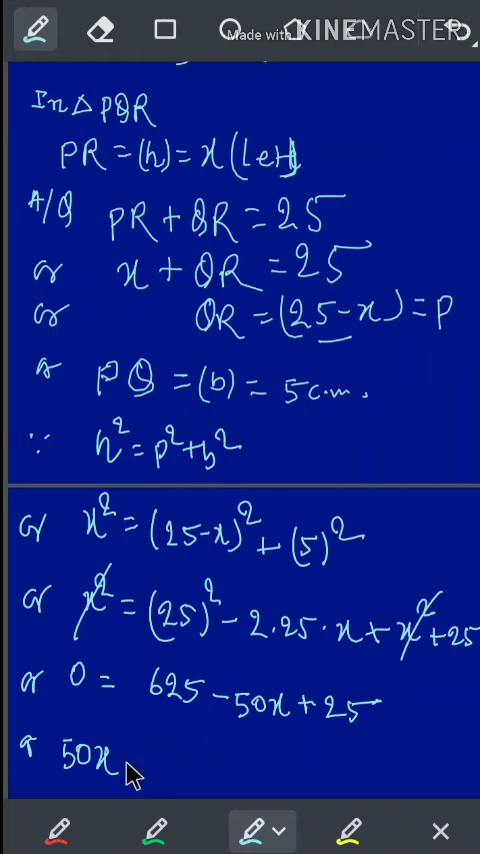 Made with KINEMASTER
In △ PQR
PR = (h) = x (let)
A/Q PR + QR = 25
or x + QR = 25
or QR = (25 - x) = P
PQ = (b) = 5 c.m.
∵ h² = p² + b²
or x² = (25-x)² + (5)²
or x² = (25)² - 2.25.x + x² + 25
or 0 = 625 - 50x + 25
50x